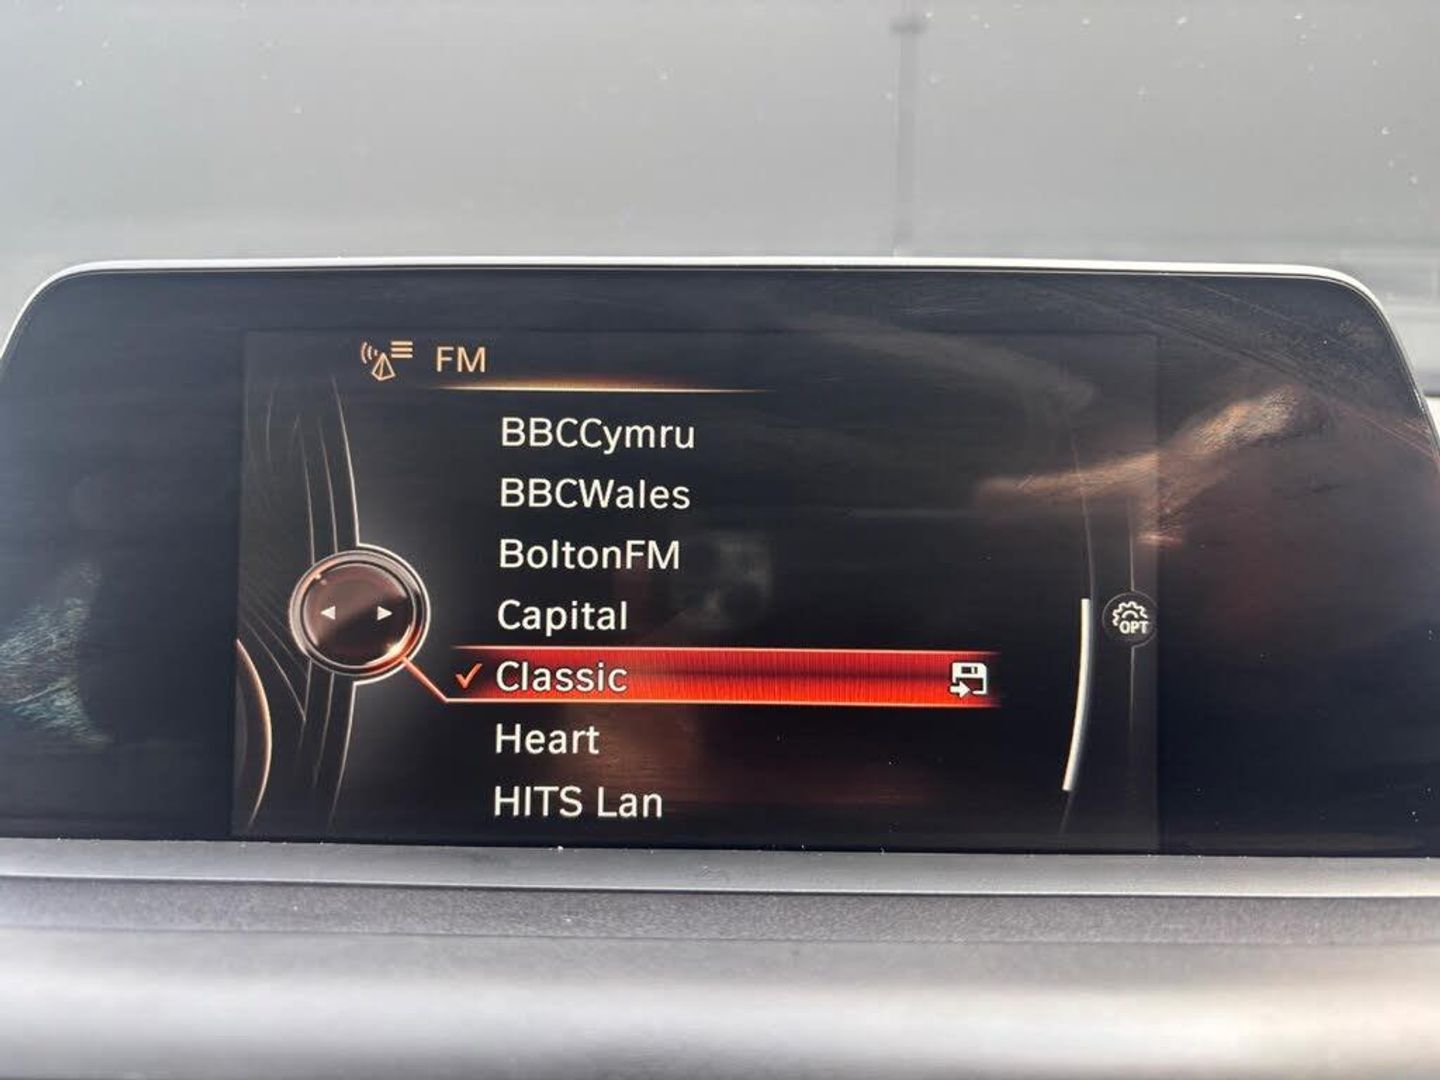 FM
BBCCymru
BBCWales
BoltonFM
Capital
Classic
OPT
Heart
HITS Lan